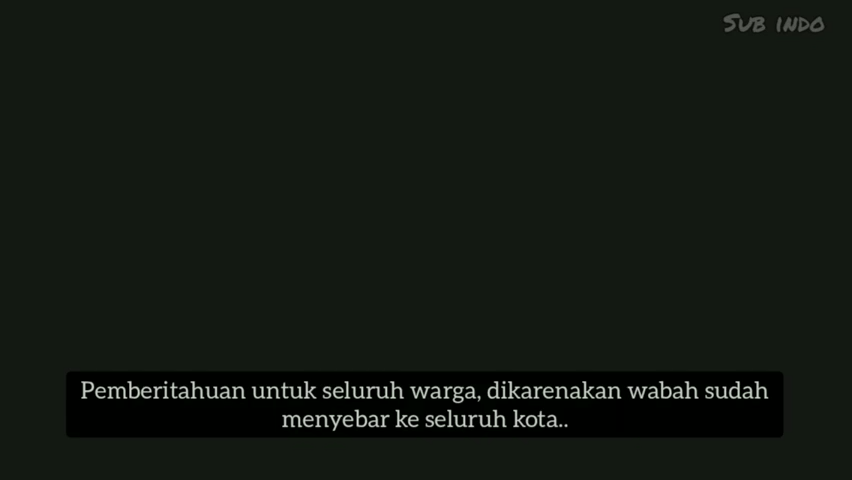 Sub indo
Pemberitahuan untuk seluruh warga, dikarenakan wabah sudah
menyebar ke seluruh kota..